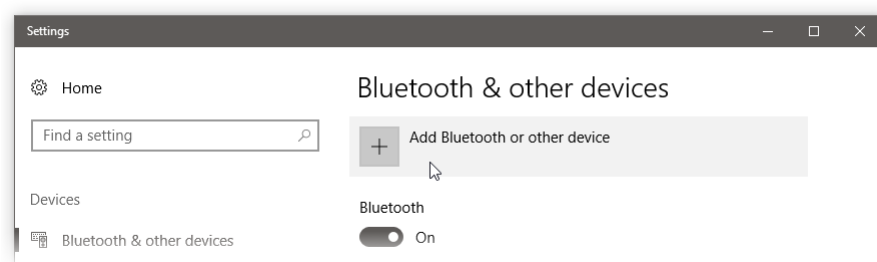 Settings
Home
Find a setting
Devices
Bluetooth & other devices
Bluetooth & other devices
Add Bluetooth or other device
Bluetooth
On